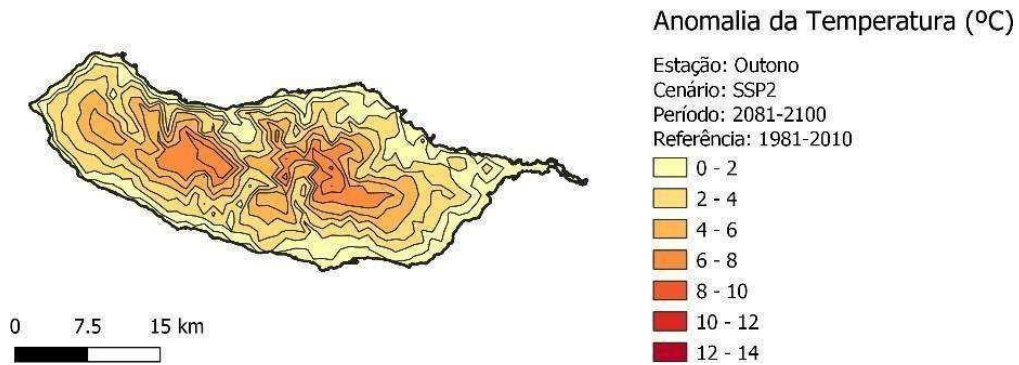 Anomalia da Temperatura (ºC)
Estação: Outono
Cenário: SSP2
Período: 2081-2100
Referência: 1981-2010
0 - 2
2 - 4
4 - 6
6 - 8
8 - 10
10 - 12
12 - 14
0 7.5 15 km